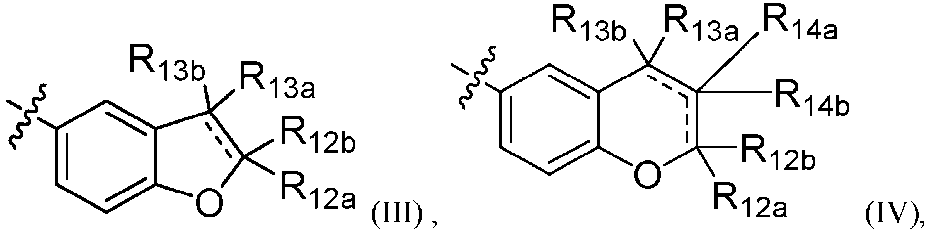 R13b R13a R12b R12a O (III) ,
R13b R13a R14a R14b R12b R12a O (IV),